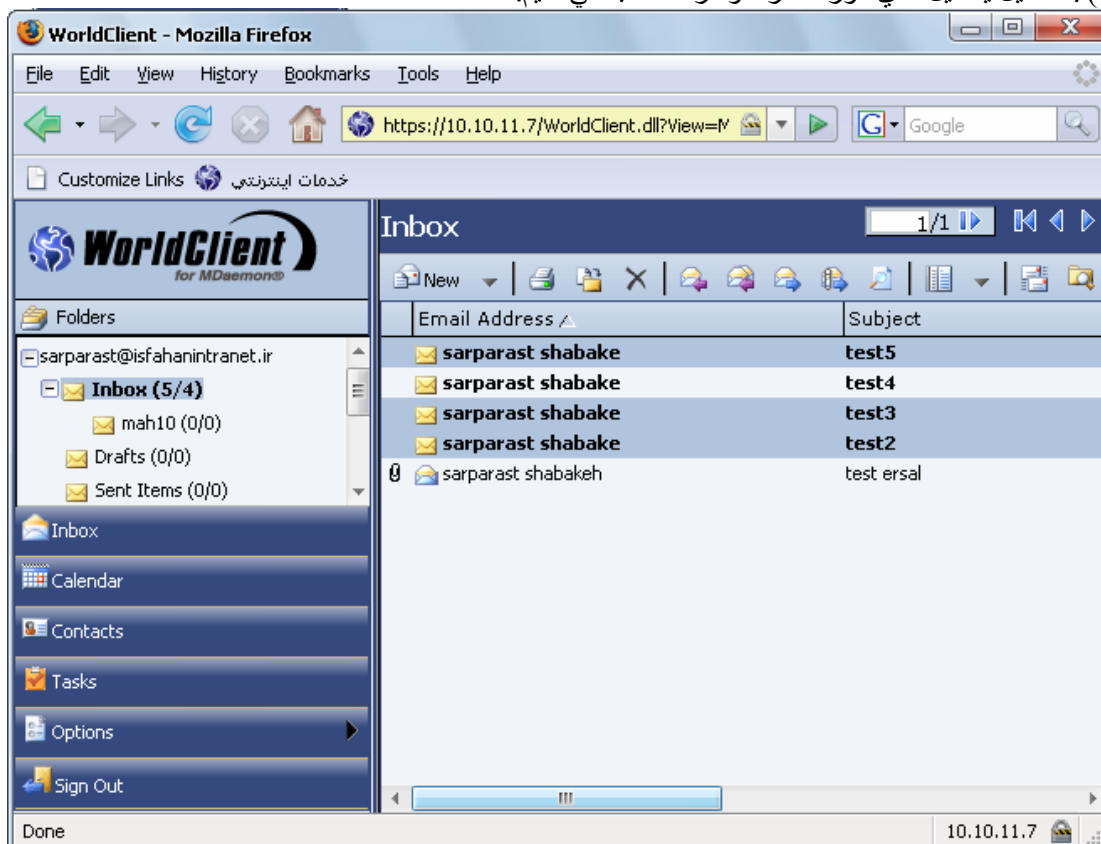 WorldClient - Mozilla Firefox
File Edit View History Bookmarks Tools Help
https://10.10.11.7/WorldClient.dll?View=M G Google
Customize Links خدمات اينترنتي
WorldClient
for MDaemon®
Folders
sarparast@isfahanintranet.ir
Inbox (5/4)
mah10 (0/0)
Drafts (0/0)
Sent Items (0/0)
Inbox
Calendar
Contacts
Tasks
Options
Sign Out
Inbox 1/1
New
Email Address Subject
sarparast shabake test5
sarparast shabake test4
sarparast shabake test3
sarparast shabake test2
sarparast shabakeh test ersal
Done 10.10.11.7